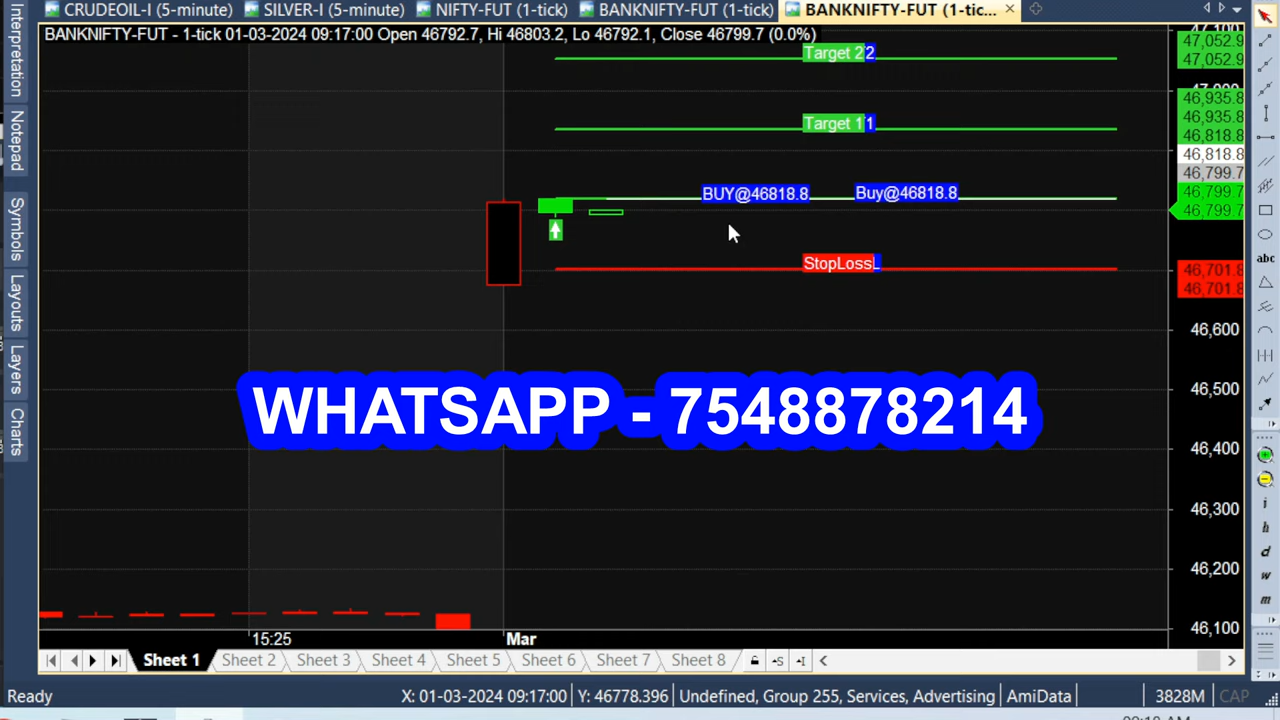 CRUDEOIL-I (5-minute) SILVER-I (5-minute) NIFTY-FUT (1-tick) BANKNIFTY-FUT (1-tick) BANKNIFTY-FUT (1-tic...
BANKNIFTY-FUT - 1-tick 01-03-2024 09:17:00 Open 46792.7, Hi 46803.2, Lo 46792.1, Close 46799.7 (0.0%)
Interpretation
Notepad
Symbols
Layouts
Layers
Charts
Target 2
Target 1
BUY@46818.8 Buy@46818.8
StopLoss
47,052.9
47,052.9
46,935.8
46,935.8
46,818.8
46,818.8
46,799.7
46,799.7
46,799.7
46,701.8
46,701.8
46,600
46,500
46,400
46,300
46,200
46,100
WHATSAPP - 7548878214
15:25 Mar
Sheet 1 Sheet 2 Sheet 3 Sheet 4 Sheet 5 Sheet 6 Sheet 7 Sheet 8
Ready X: 01-03-2024 09:17:00 Y: 46778.396 Undefined, Group 255, Services, Advertising AmiData 3828M CAP
abc
i
h
d
w
m